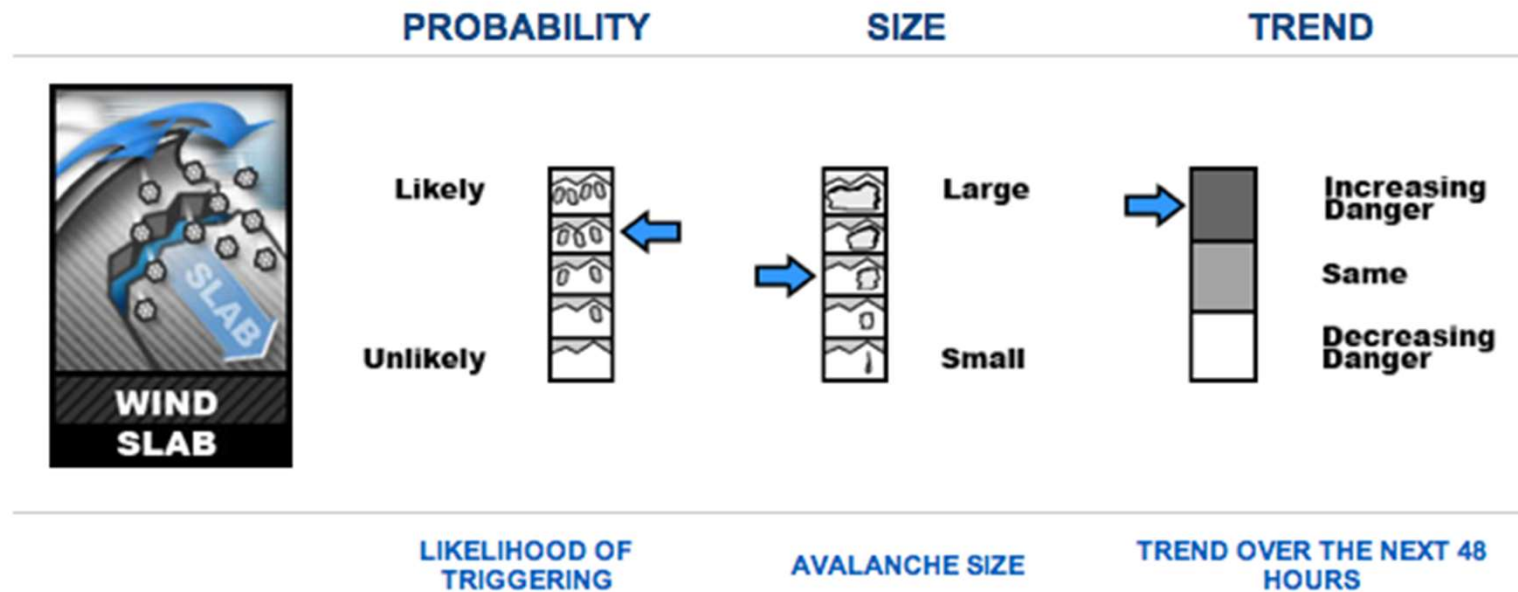 PROBABILITY SIZE TREND
Likely
Large
Increasing
Danger
Same
Unlikely
Small
Decreasing
Danger
SLAB
WIND
SLAB
LIKELIHOOD OF
TRIGGERING
AVALANCHE SIZE
TREND OVER THE NEXT 48
HOURS